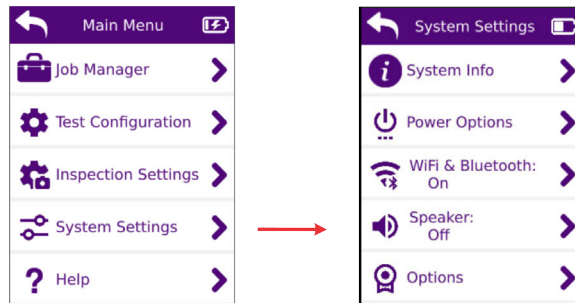 Main Menu
Job Manager
Test Configuration
Inspection Settings
System Settings
Help
System Settings
System Info
Power Options
WiFi & Bluetooth:
On
Speaker:
Off
Options